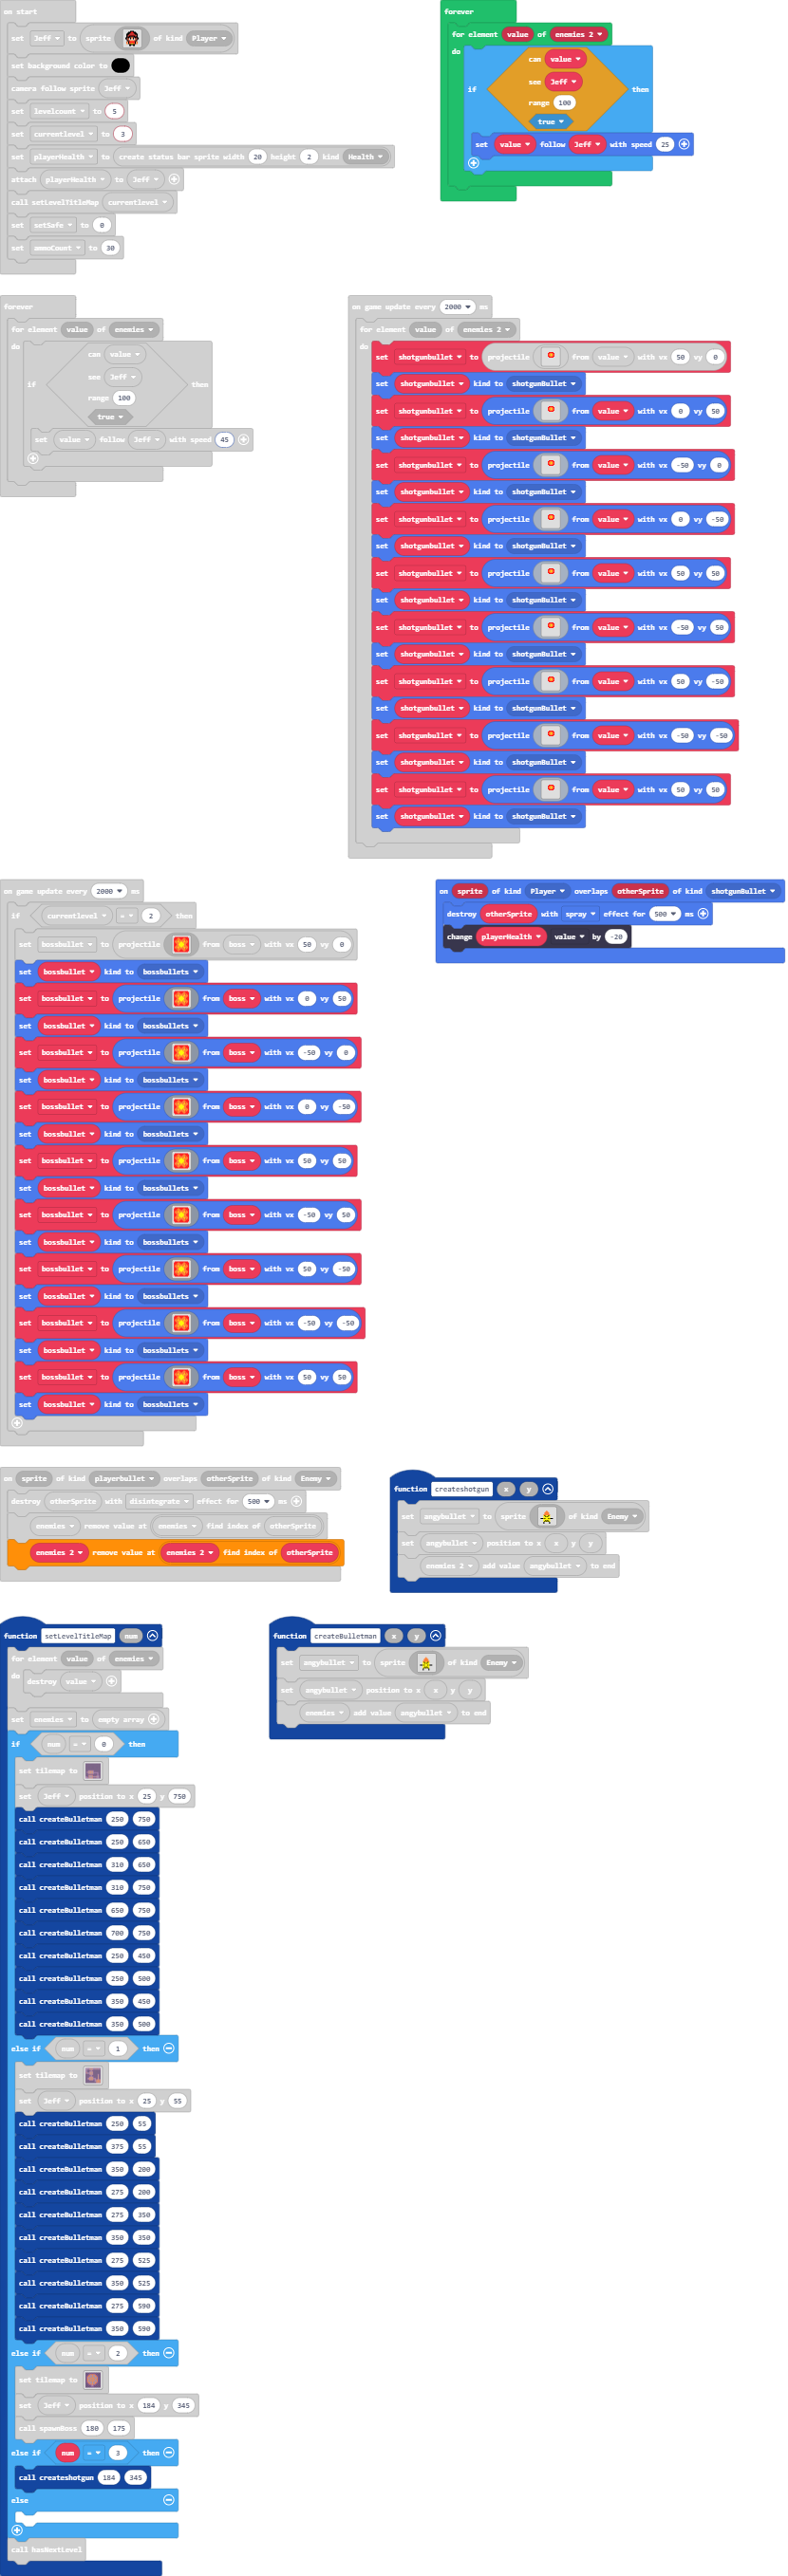 on start
set Jeff to sprite of kind Player
set background color to
camera follow sprite Jeff
set levelcount to 5
set currentlevel to 3
set playerHealth to create status bar sprite width 20 height 2 kind Health
attach playerHealth to Jeff
call setLevelTitleMap currentlevel
set setSafe to 0
set ammoCount to 30
forever
for element value of enemies 2
do
if can value see Jeff range 100 true then
set value follow Jeff with speed 25
forever
for element value of enemies
do
if can value see Jeff range 100 true then
set value follow Jeff with speed 45
on game update every 2000 ms
for element value of enemies 2
do
set shotgunbullet to projectile from value with vx 50 vy 0
set shotgunbullet kind to shotgunBullet
set shotgunbullet to projectile from value with vx 0 vy 50
set shotgunbullet kind to shotgunBullet
set shotgunbullet to projectile from value with vx -50 vy 0
set shotgunbullet kind to shotgunBullet
set shotgunbullet to projectile from value with vx 0 vy -50
set shotgunbullet kind to shotgunBullet
set shotgunbullet to projectile from value with vx 50 vy 50
set shotgunbullet kind to shotgunBullet
set shotgunbullet to projectile from value with vx -50 vy 50
set shotgunbullet kind to shotgunBullet
set shotgunbullet to projectile from value with vx 50 vy -50
set shotgunbullet kind to shotgunBullet
set shotgunbullet to projectile from value with vx -50 vy -50
set shotgunbullet kind to shotgunBullet
set shotgunbullet to projectile from value with vx 50 vy 50
set shotgunbullet kind to shotgunBullet
on game update every 2000 ms
if currentlevel = 2 then
set bossbullet to projectile from boss with vx 50 vy 0
set bossbullet kind to bossbullets
set bossbullet to projectile from boss with vx 0 vy 50
set bossbullet kind to bossbullets
set bossbullet to projectile from boss with vx -50 vy 0
set bossbullet kind to bossbullets
set bossbullet to projectile from boss with vx 0 vy -50
set bossbullet kind to bossbullets
set bossbullet to projectile from boss with vx 50 vy 50
set bossbullet kind to bossbullets
set bossbullet to projectile from boss with vx -50 vy 50
set bossbullet kind to bossbullets
set bossbullet to projectile from boss with vx 50 vy -50
set bossbullet kind to bossbullets
set bossbullet to projectile from boss with vx -50 vy -50
set bossbullet kind to bossbullets
set bossbullet to projectile from boss with vx 50 vy 50
set bossbullet kind to bossbullets
on sprite of kind Player overlaps otherSprite of kind shotgunBullet
destroy otherSprite with spray effect for 500 ms
change playerHealth value by -20
on sprite of kind playerbullet overlaps otherSprite of kind Enemy
destroy otherSprite with disintegrate effect for 500 ms
enemies remove value at enemies find index of otherSprite
enemies 2 remove value at enemies 2 find index of otherSprite
function createshotgun x y
set angybullet to sprite of kind Enemy
set angybullet position to x x y y
enemies 2 add value angybullet to end
function setLevelTitleMap num
for element value of enemies
do destroy value
set enemies to empty array
if num = 0 then
set tilemap to
set Jeff position to x 25 y 750
call createBulletman 250 750
call createBulletman 250 650
call createBulletman 310 650
call createBulletman 310 750
call createBulletman 650 750
call createBulletman 700 750
call createBulletman 250 450
call createBulletman 250 500
call createBulletman 350 450
call createBulletman 350 500
else if num = 1 then
set tilemap to
set Jeff position to x 25 y 55
call createBulletman 250 55
call createBulletman 375 55
call createBulletman 350 200
call createBulletman 275 200
call createBulletman 275 350
call createBulletman 350 350
call createBulletman 275 525
call createBulletman 350 525
call createBulletman 275 590
call createBulletman 350 590
else if num = 2 then
set tilemap to
set Jeff position to x 184 y 345
call spawnBoss 180 175
else if num = 3 then
call createshotgun 184 345
else
call hasNextLevel
function createBulletman x y
set angybullet to sprite of kind Enemy
set angybullet position to x x y y
enemies add value angybullet to end